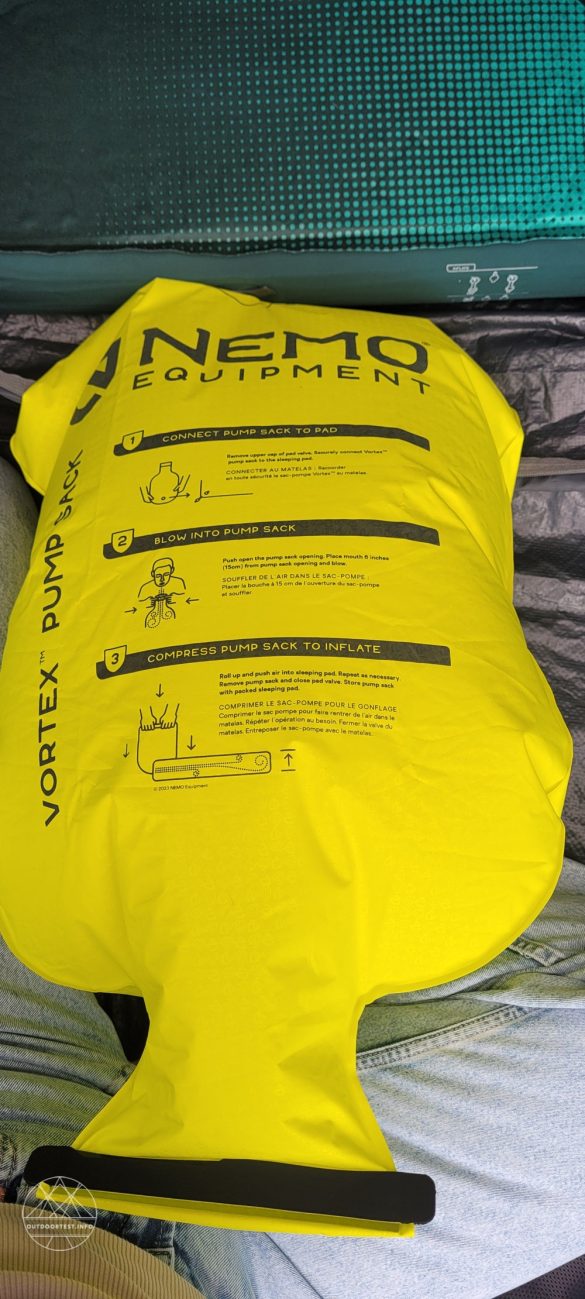 INFLATE
NEMO®
EQUIPMENT
VORTEX™ PUMP SACK
1 CONNECT PUMP SACK TO PAD
Remove upper cap of pad valve. Securely connect Vortex™
pump sack to the sleeping pad.
CONNECTER AU MATELAS : Raccorder
en toute sécurité le sac-pompe Vortex™ au matelas.
2 BLOW INTO PUMP SACK
Push open the pump sack opening. Place mouth 6 inches
(15cm) from pump sack opening and blow.
SOUFFLER DE L'AIR DANS LE SAC-POMPE :
Placer la bouche à 15 cm de l'ouverture du sac-pompe
et souffler.
3 COMPRESS PUMP SACK TO INFLATE
Roll up and push air into sleeping pad. Repeat as necessary.
Remove pump sack and close pad valve. Store pump sack
with packed sleeping pad.
COMPRIMER LE SAC-POMPE POUR LE GONFLAGE
Comprimer le sac pompe pour faire rentrer de l'air dans le
matelas. Répéter l'opération au besoin. Fermer la valve du
matelas. Entreposer le sac-pompe avec le matelas.
© 2023 NEMO Equipment
OUTDOORTEST.INFO